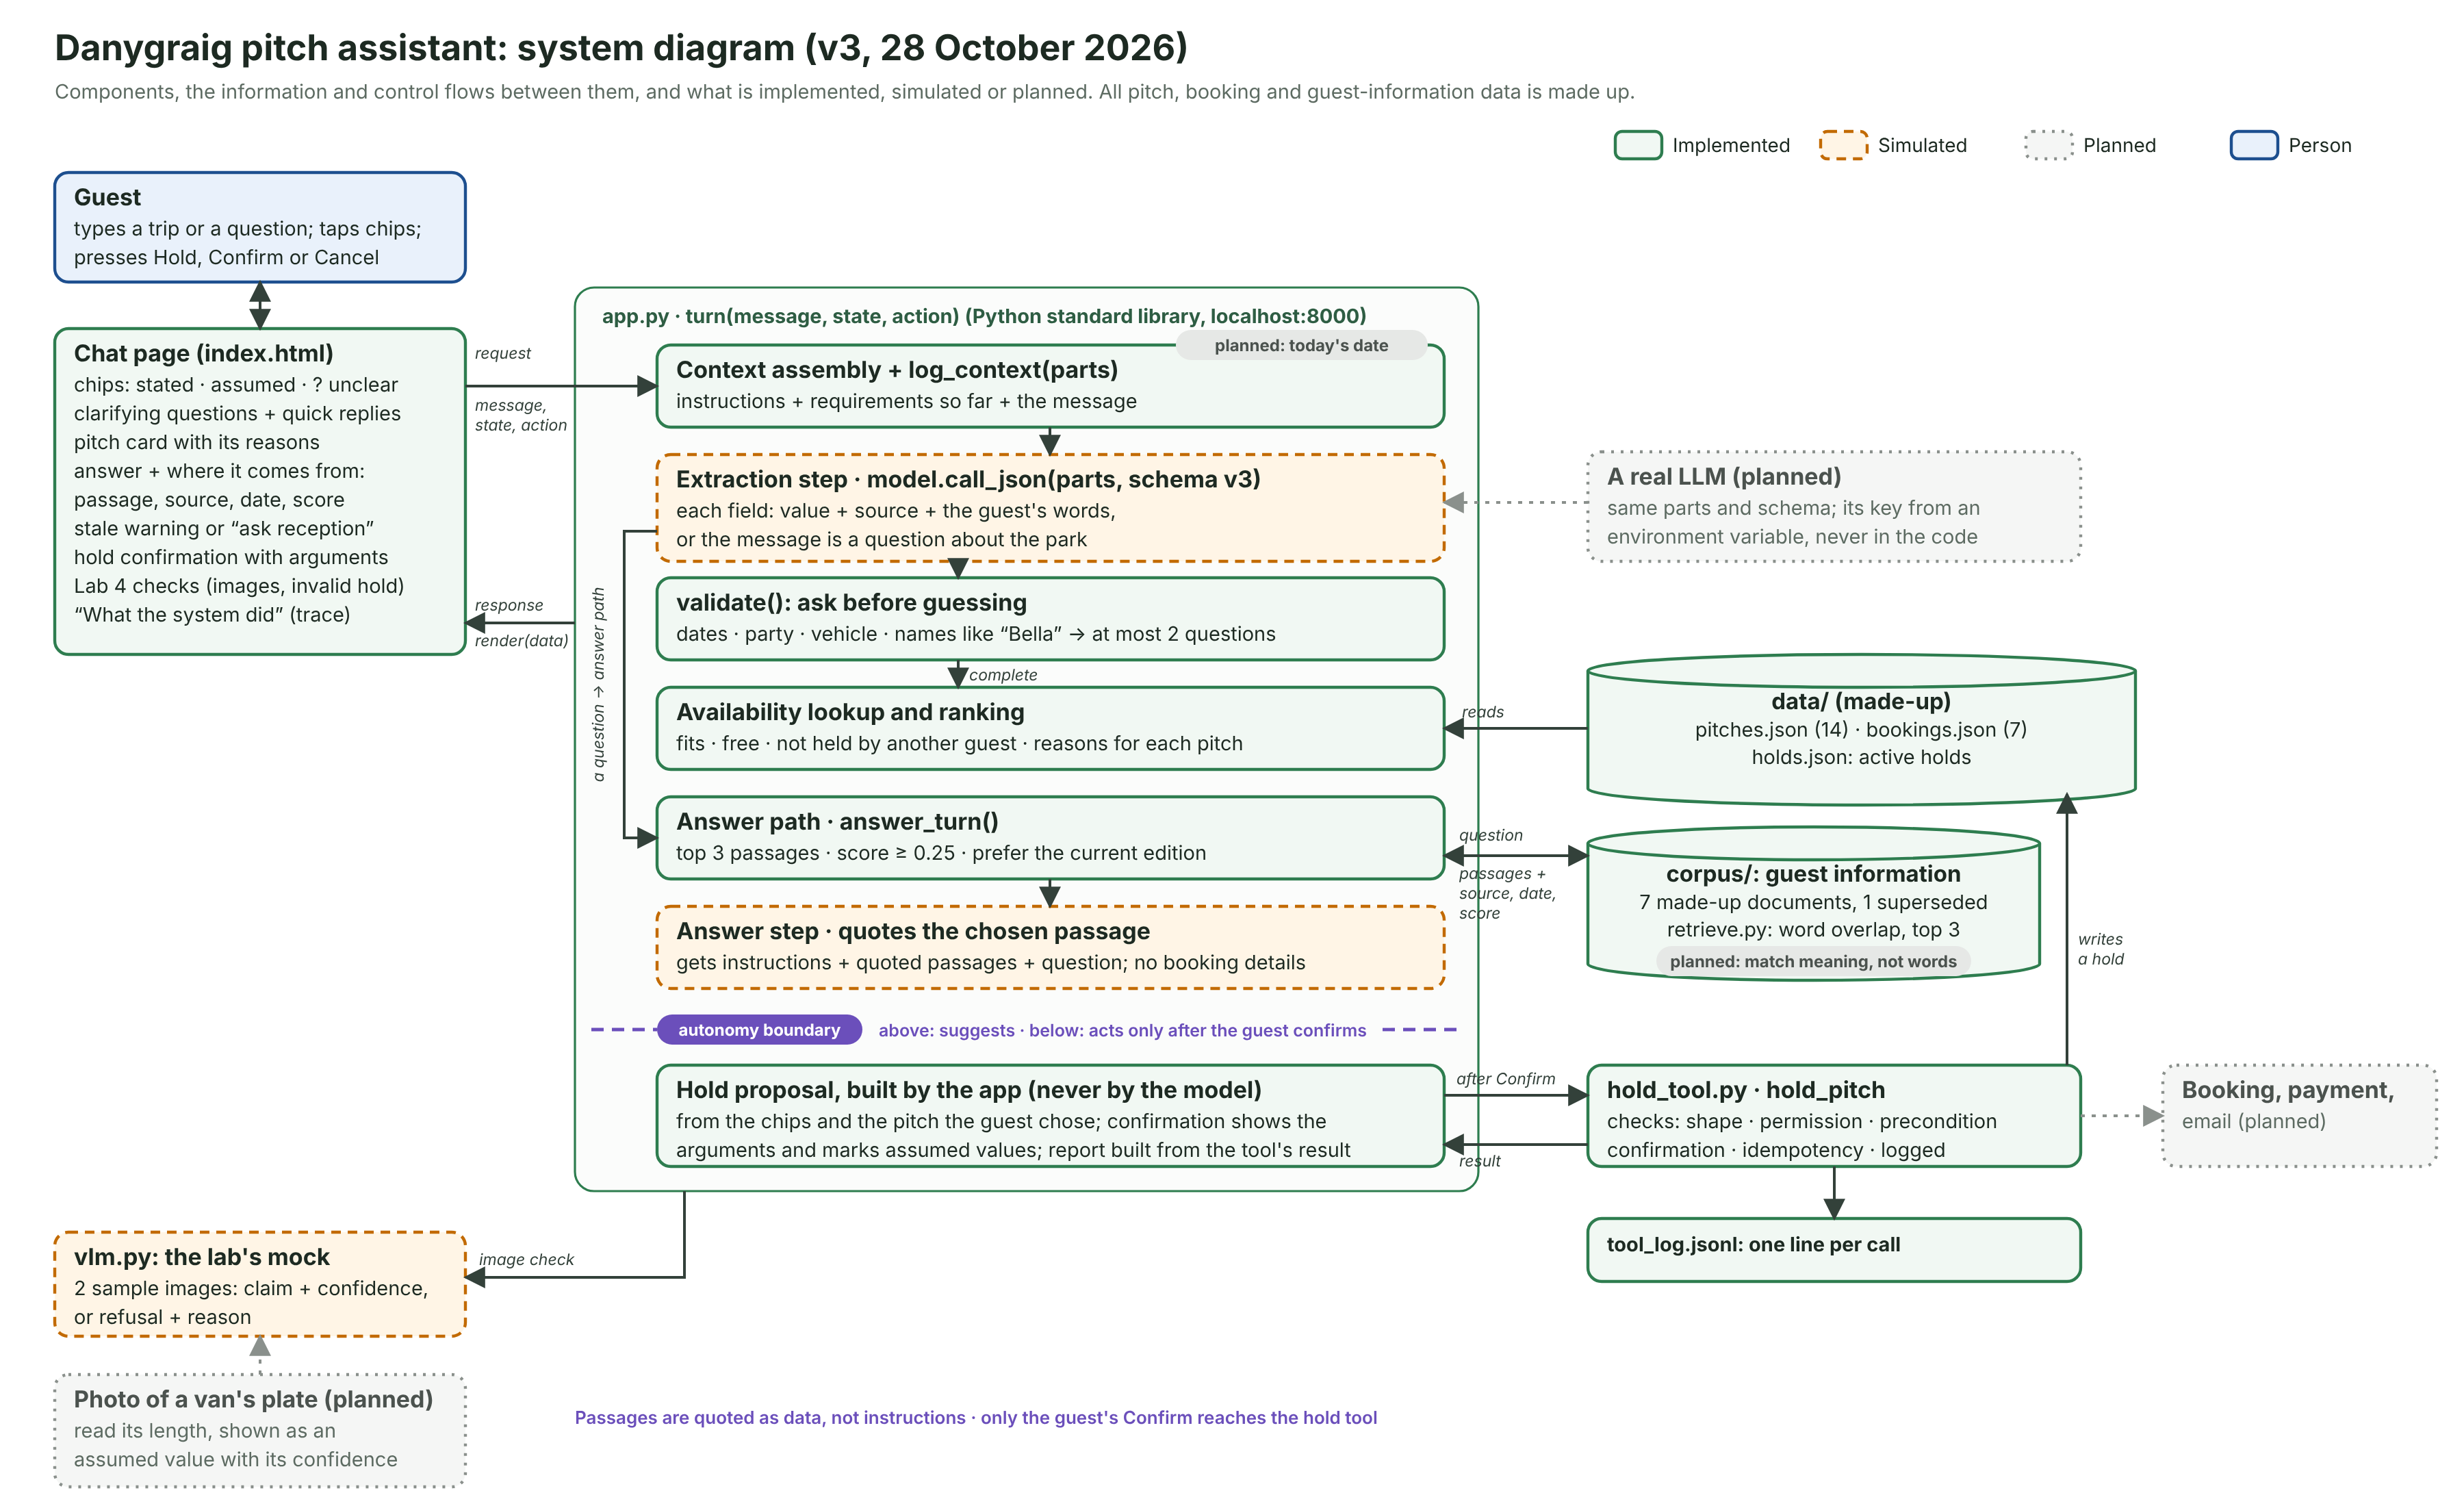 Danygraig pitch assistant: system diagram (v3, 28 October 2026)
Components, the information and control flows between them, and what is implemented, simulated or planned. All pitch, booking and guest-information data is made up.
Implemented
Simulated
Planned
Person
Guest
types a trip or a question; taps chips;
presses Hold, Confirm or Cancel
Chat page (index.html)
chips: stated · assumed · ? unclear
clarifying questions + quick replies
pitch card with its reasons
answer + where it comes from:
passage, source, date, score
stale warning or “ask reception”
hold confirmation with arguments
Lab 4 checks (images, invalid hold)
“What the system did” (trace)
request
message,
state, action
response
render(data)
app.py · turn(message, state, action) (Python standard library, localhost:8000)
planned: today's date
Context assembly + log_context(parts)
instructions + requirements so far + the message
Extraction step · model.call_json(parts, schema v3)
each field: value + source + the guest's words,
or the message is a question about the park
a question → answer path
validate(): ask before guessing
dates · party · vehicle · names like “Bella” → at most 2 questions
complete
Availability lookup and ranking
fits · free · not held by another guest · reasons for each pitch
Answer path · answer_turn()
top 3 passages · score ≥ 0.25 · prefer the current edition
Answer step · quotes the chosen passage
gets instructions + quoted passages + question; no booking details
autonomy boundary
above: suggests · below: acts only after the guest confirms
Hold proposal, built by the app (never by the model)
from the chips and the pitch the guest chose; confirmation shows the
arguments and marks assumed values; report built from the tool's result
A real LLM (planned)
same parts and schema; its key from an
environment variable, never in the code
reads
data/ (made-up)
pitches.json (14) · bookings.json (7)
holds.json: active holds
question
passages +
source, date,
score
corpus/: guest information
7 made-up documents, 1 superseded
retrieve.py: word overlap, top 3
planned: match meaning, not words
writes
a hold
after Confirm
result
hold_tool.py · hold_pitch
checks: shape · permission · precondition
confirmation · idempotency · logged
Booking, payment,
email (planned)
tool_log.jsonl: one line per call
image check
vlm.py: the lab's mock
2 sample images: claim + confidence,
or refusal + reason
Photo of a van's plate (planned)
read its length, shown as an
assumed value with its confidence
Passages are quoted as data, not instructions · only the guest's Confirm reaches the hold tool